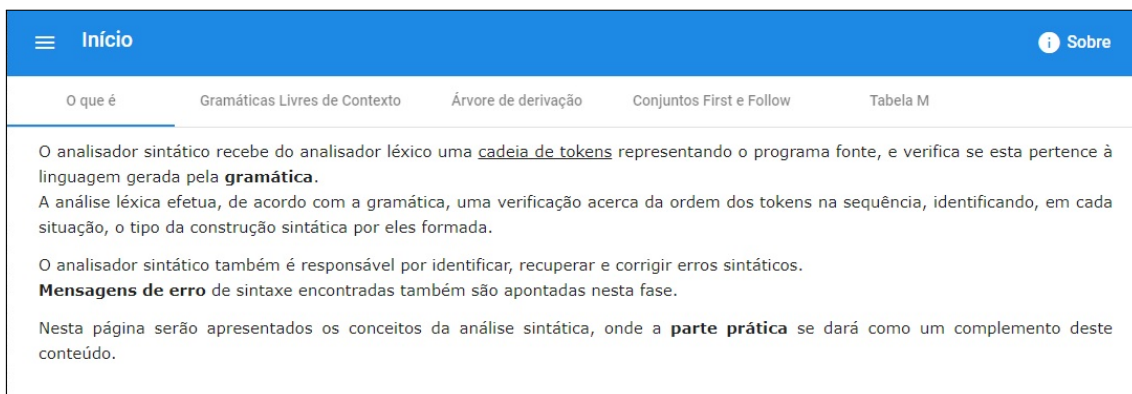 Início
Sobre
O que é
Gramáticas Livres de Contexto
Árvore de derivação
Conjuntos First e Follow
Tabela M
O analisador sintático recebe do analisador léxico uma cadeia de tokens representando o programa fonte, e verifica se esta pertence à
linguagem gerada pela gramática.
A análise léxica efetua, de acordo com a gramática, uma verificação acerca da ordem dos tokens na sequência, identificando, em cada
situação, o tipo da construção sintática por eles formada.
O analisador sintático também é responsável por identificar, recuperar e corrigir erros sintáticos.
Mensagens de erro de sintaxe encontradas também são apontadas nesta fase.
Nesta página serão apresentados os conceitos da análise sintática, onde a parte prática se dará como um complemento deste
conteúdo.